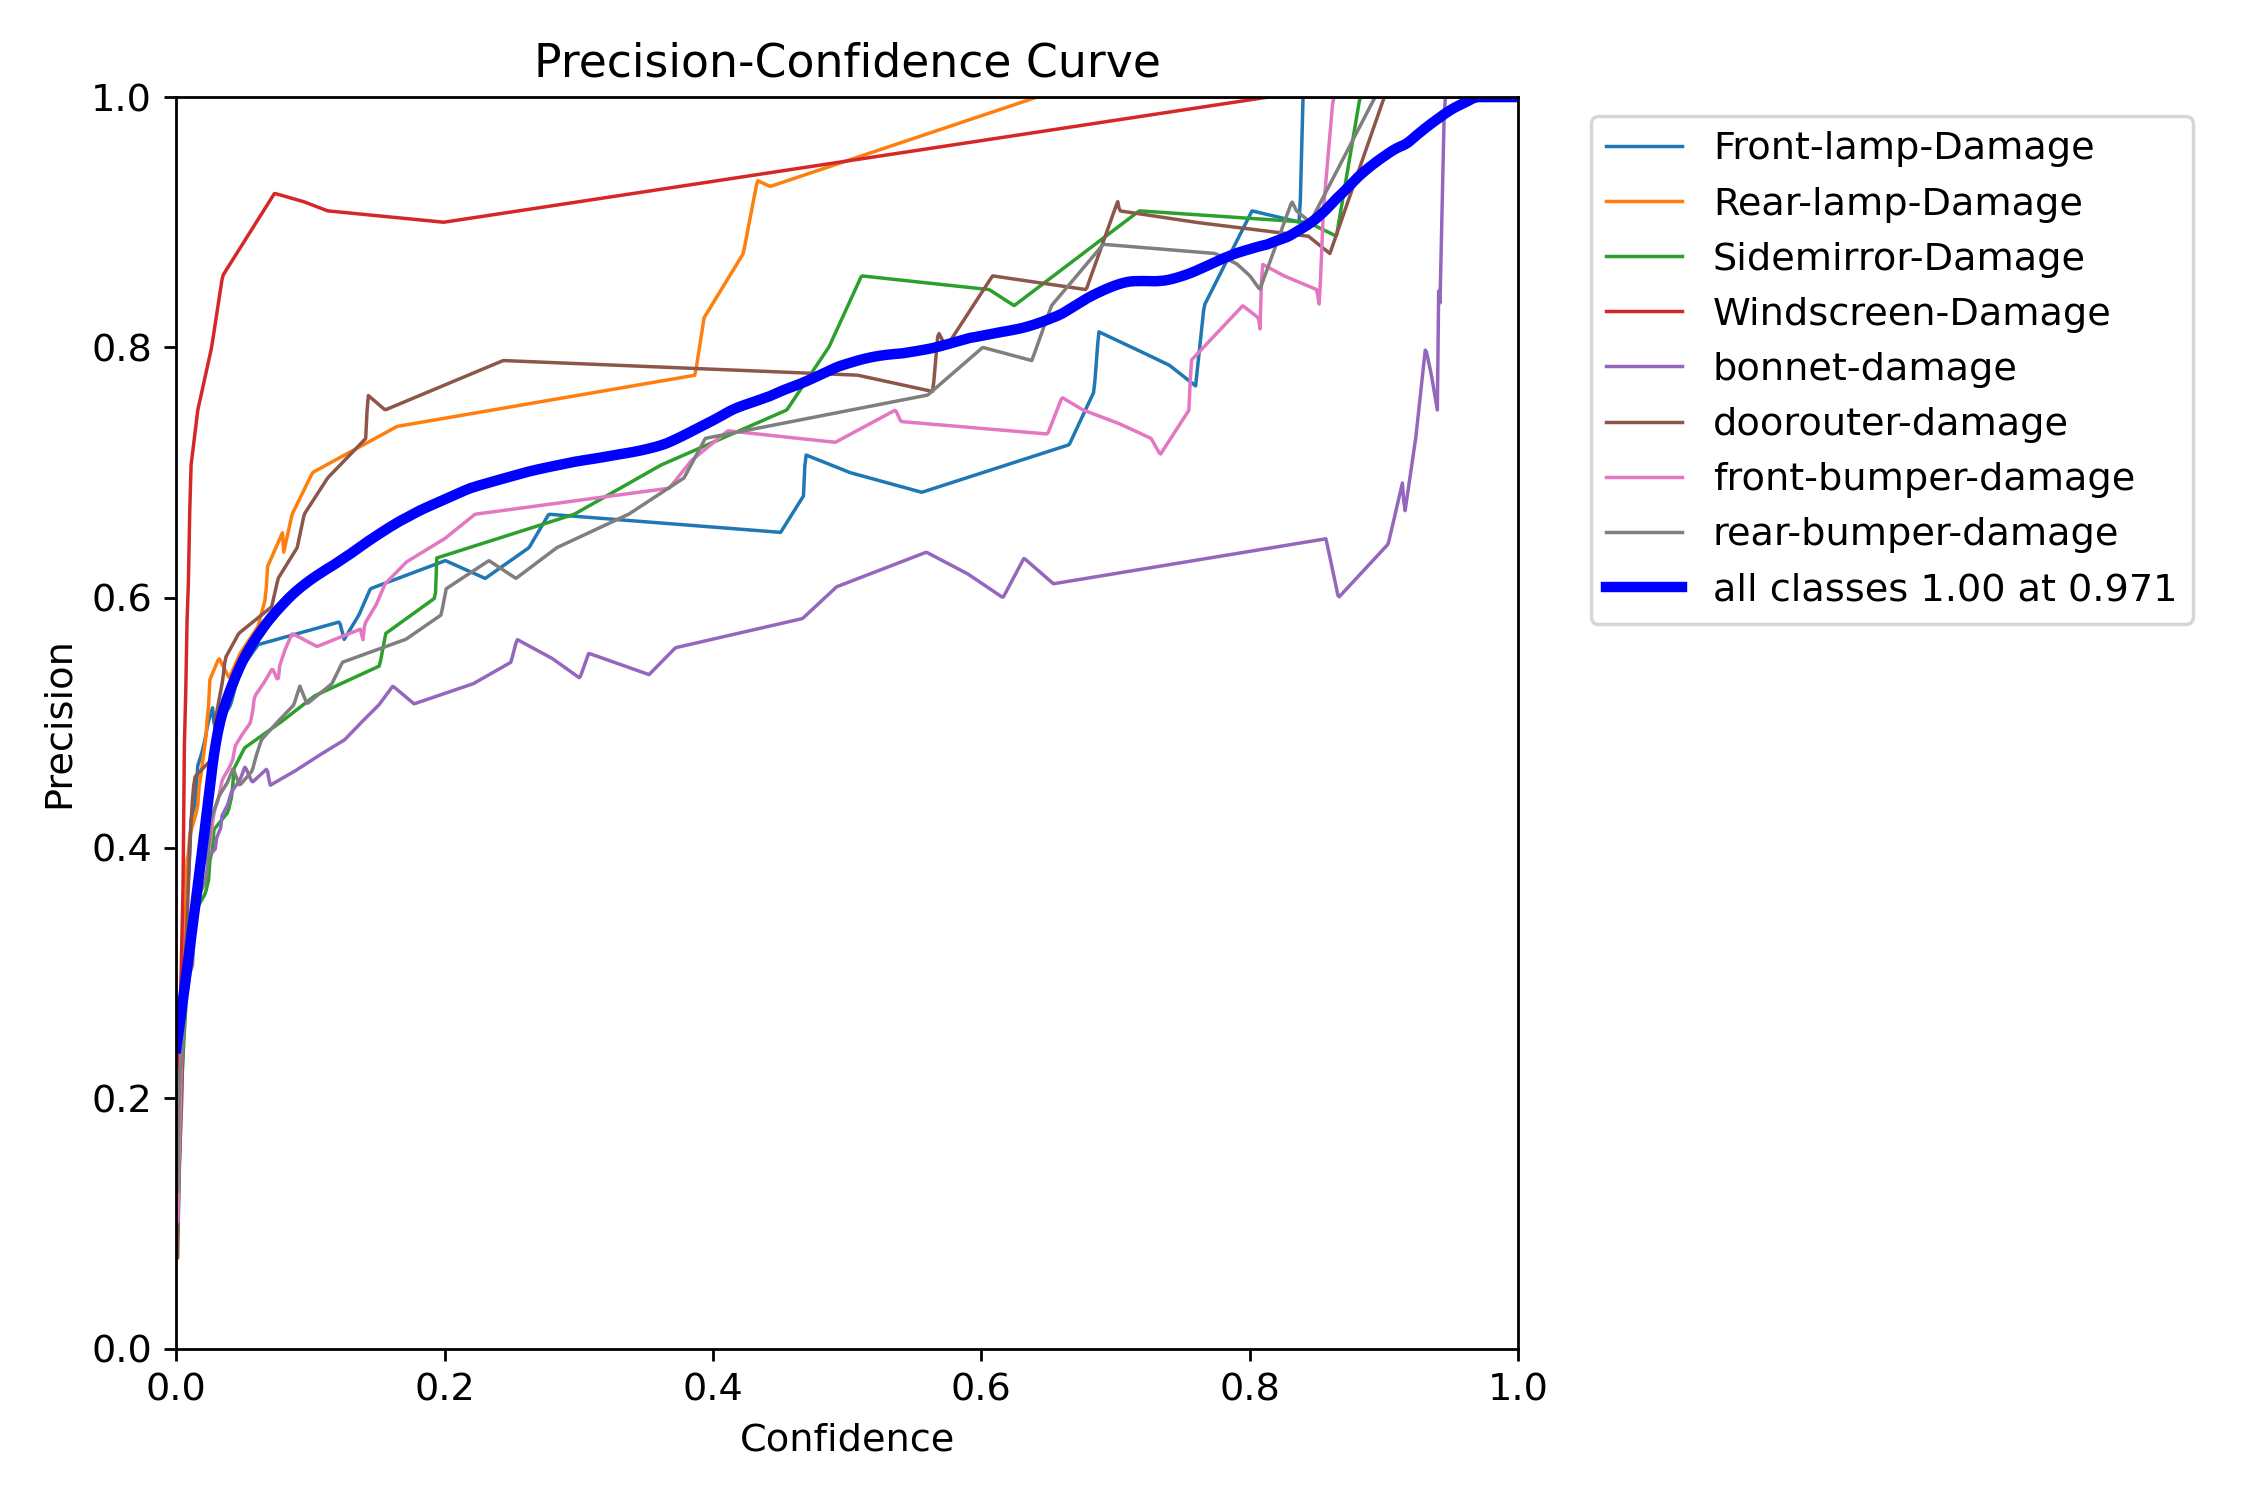 Precision-Confidence Curve
1.0
0.8
0.6
0.4
0.2
0.0
Precision
0.0 0.2 0.4 0.6 0.8 1.0
Confidence
Front-lamp-Damage
Rear-lamp-Damage
Sidemirror-Damage
Windscreen-Damage
bonnet-damage
doorouter-damage
front-bumper-damage
rear-bumper-damage
all classes 1.00 at 0.971